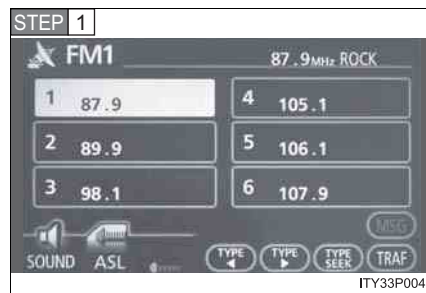 STEP 1
FM1 87.9MHz ROCK
1 87.9
2 89.9
3 98.1
4 105.1
5 106.1
6 107.9
MSG
SOUND ASL TYPE ◀ TYPE ▶ TYPE SEEK TRAF
ITY33P004